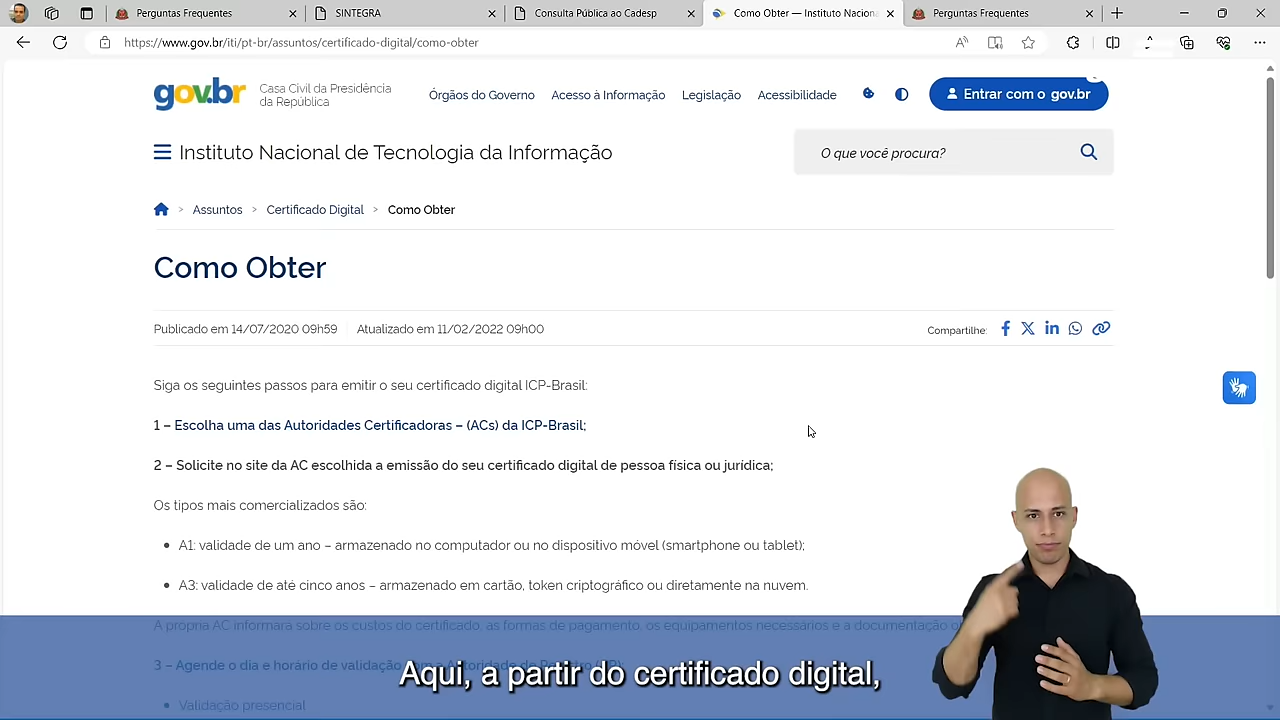 Perguntas Frequentes
SINTEGRA
Consulta Pública ao Cadesp
Como Obter — Instituto Naciona
Perguntas Frequentes
https://www.gov.br/iti/pt-br/assuntos/certificado-digital/como-obter
gov.br
Casa Civil da Presidência
da República
Órgãos do Governo
Acesso à Informação
Legislação
Acessibilidade
Entrar com o gov.br
Instituto Nacional de Tecnologia da Informação
O que você procura?
Assuntos > Certificado Digital > Como Obter
Como Obter
Publicado em 14/07/2020 09h59
Atualizado em 11/02/2022 09h00
Compartilhe:
Siga os seguintes passos para emitir o seu certificado digital ICP-Brasil:
1 – Escolha uma das Autoridades Certificadoras – (ACs) da ICP-Brasil;
2 – Solicite no site da AC escolhida a emissão do seu certificado digital de pessoa física ou jurídica;
Os tipos mais comercializados são:
• A1: validade de um ano – armazenado no computador ou no dispositivo móvel (smartphone ou tablet);
• A3: validade de até cinco anos – armazenado em cartão, token criptográfico ou diretamente na nuvem.
A própria AC informará sobre os custos do certificado, as formas de pagamento, os equipamentos necessários e a documentação
3 – Agende o dia e horário de validação com a Autoridade de Registro
Aqui, a partir do certificado digital,
• Validação presencial